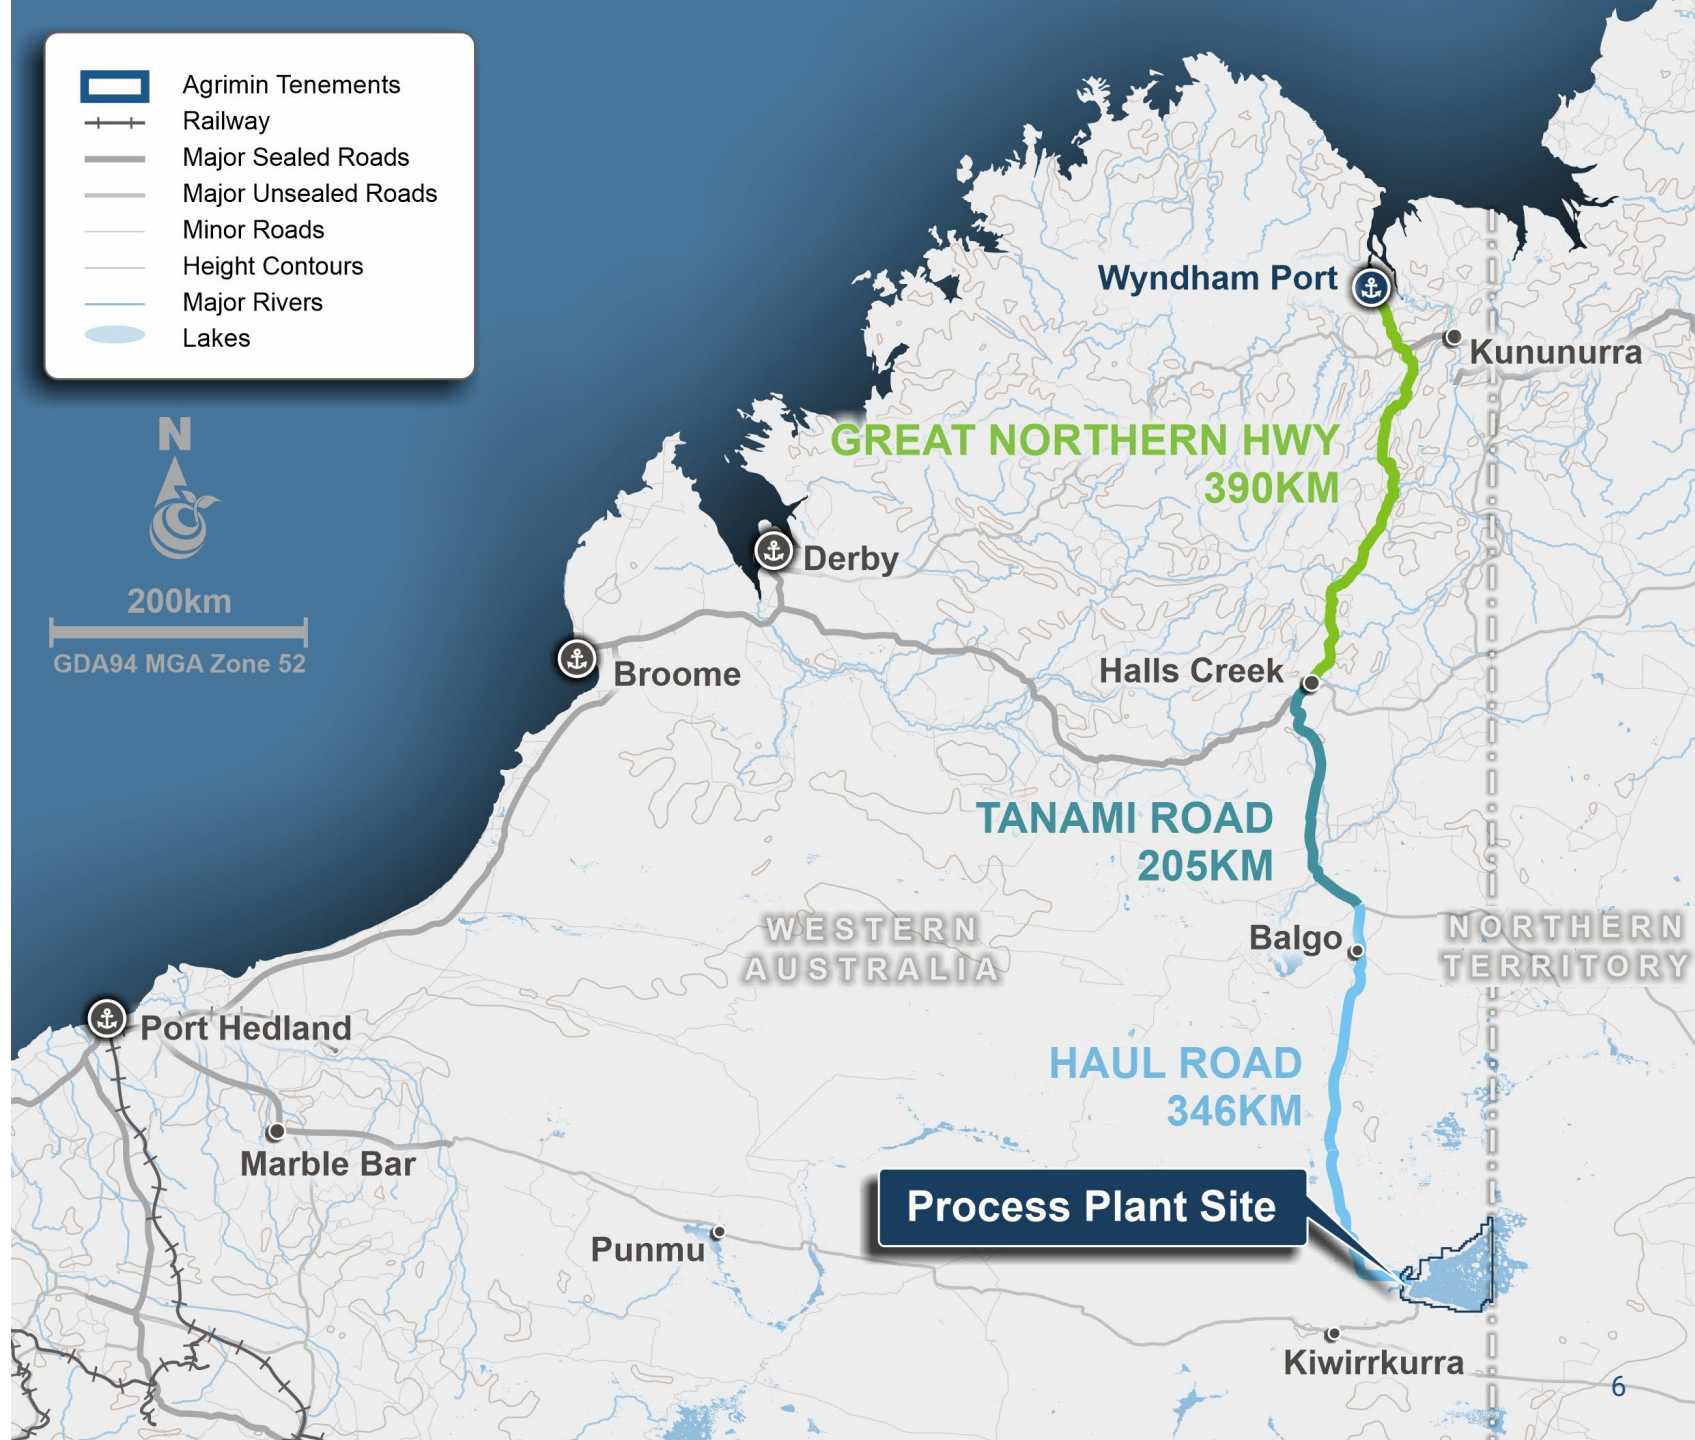 Agrimin Tenements
Railway
Major Sealed Roads
Major Unsealed Roads
Minor Roads
Height Contours
Major Rivers
Lakes
N
200km
GDA94 MGA Zone 52
Wyndham Port
Kununurra
GREAT NORTHERN HWY
390KM
Derby
Broome
Halls Creek
TANAMI ROAD
205KM
WESTERN
AUSTRALIA
NORTHERN
TERRITORY
Balgo
Port Hedland
HAUL ROAD
346KM
Marble Bar
Process Plant Site
Punmu
Kiwirrkurra
6